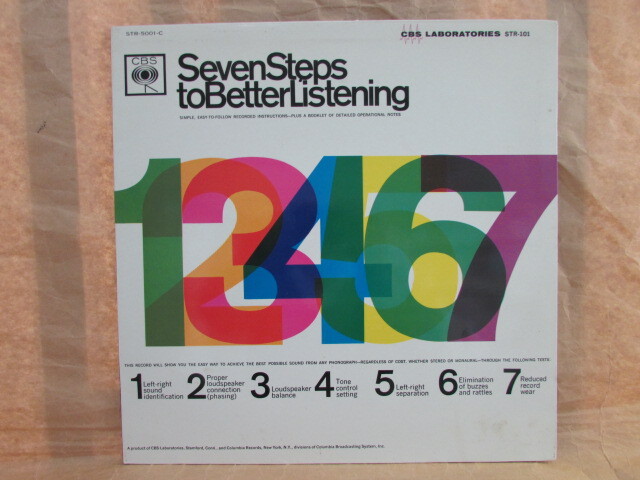 STR-5001-C
CBS LABORATORIES STR-101
CBS
SevenSteps
toBetterListening
SIMPLE, EASY-TO-FOLLOW RECORDED INSTRUCTIONS—PLUS A BOOKLET OF DETAILED OPERATIONAL NOTES.
1234567
THIS RECORD WILL SHOW YOU THE EASY WAY TO ACHIEVE THE BEST POSSIBLE SOUND FROM ANY PHONOGRAPH—REGARDLESS OF COST, WHETHER STEREO OR MONAURAL—THROUGH THE FOLLOWING TESTS:
1 Left-right
sound
identification
2 Proper
loudspeaker
connection
(phasing)
3 Loudspeaker
balance
4 Tone
control
setting
5 Left-right
separation
6 Elimination
of buzzes
and rattles
7 Reduced
record
wear
A product of CBS Laboratories, Stamford, Conn., and Columbia Records, New York, N.Y., divisions of Columbia Broadcasting System, Inc.